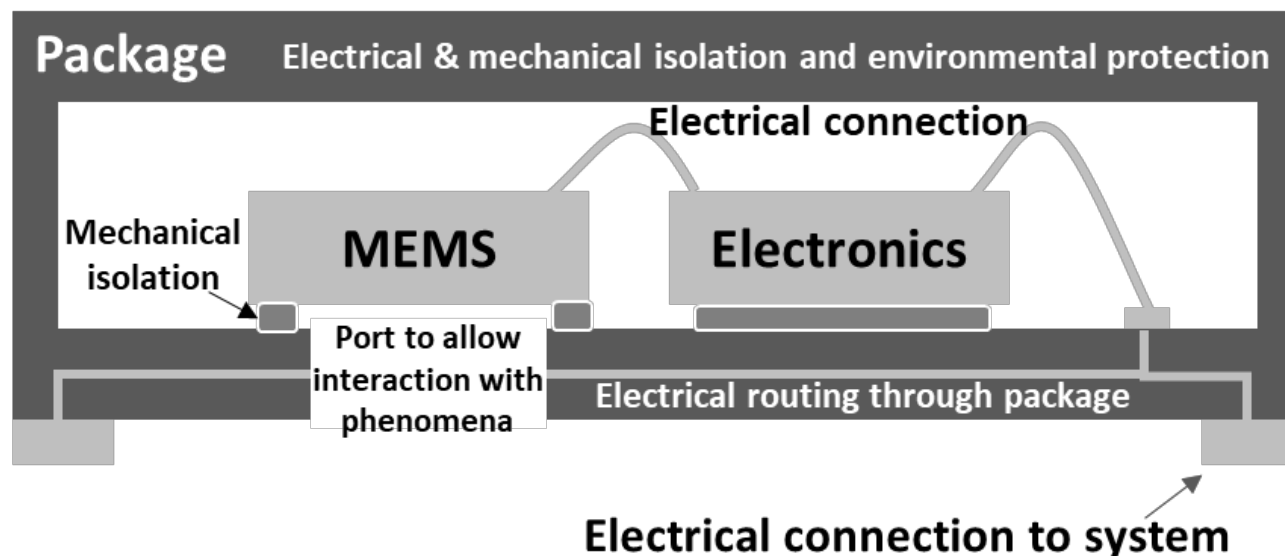 Package
Electrical & mechanical isolation and environmental protection
Electrical connection
Mechanical
isolation
MEMS
Electronics
Port to allow
interaction with
phenomena
Electrical routing through package
Electrical connection to system